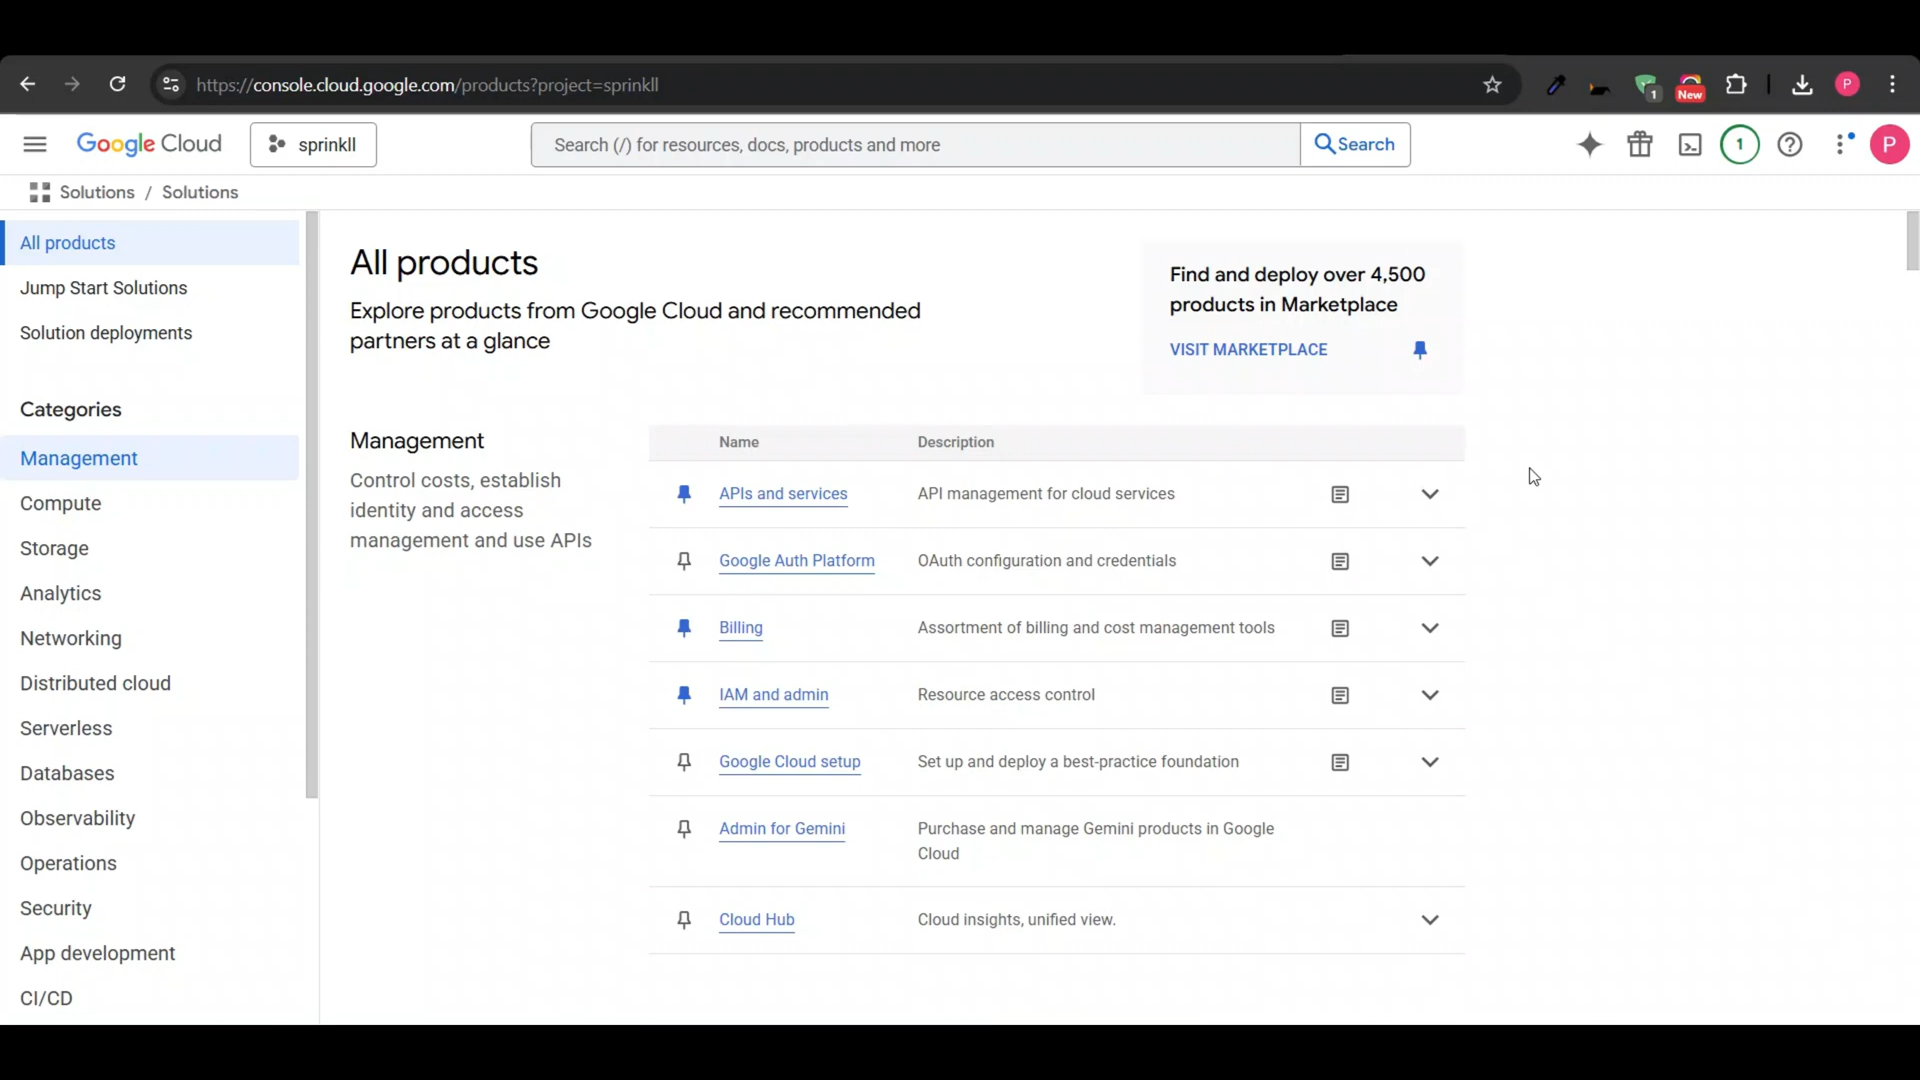 https://console.cloud.google.com/products?project=sprinkll
1
New
P
Google Cloud
sprinkll
Search (/) for resources, docs, products and more
Search
1
P
Solutions / Solutions
All products
Jump Start Solutions
Solution deployments
Categories
Management
Compute
Storage
Analytics
Networking
Distributed cloud
Serverless
Databases
Observability
Operations
Security
App development
CI/CD
All products
Explore products from Google Cloud and recommended
partners at a glance
Find and deploy over 4,500
products in Marketplace
VISIT MARKETPLACE
Management
Control costs, establish
identity and access
management and use APIs
Name Description
APIs and services API management for cloud services
Google Auth Platform OAuth configuration and credentials
Billing Assortment of billing and cost management tools
IAM and admin Resource access control
Google Cloud setup Set up and deploy a best-practice foundation
Admin for Gemini Purchase and manage Gemini products in Google
Cloud
Cloud Hub Cloud insights, unified view.